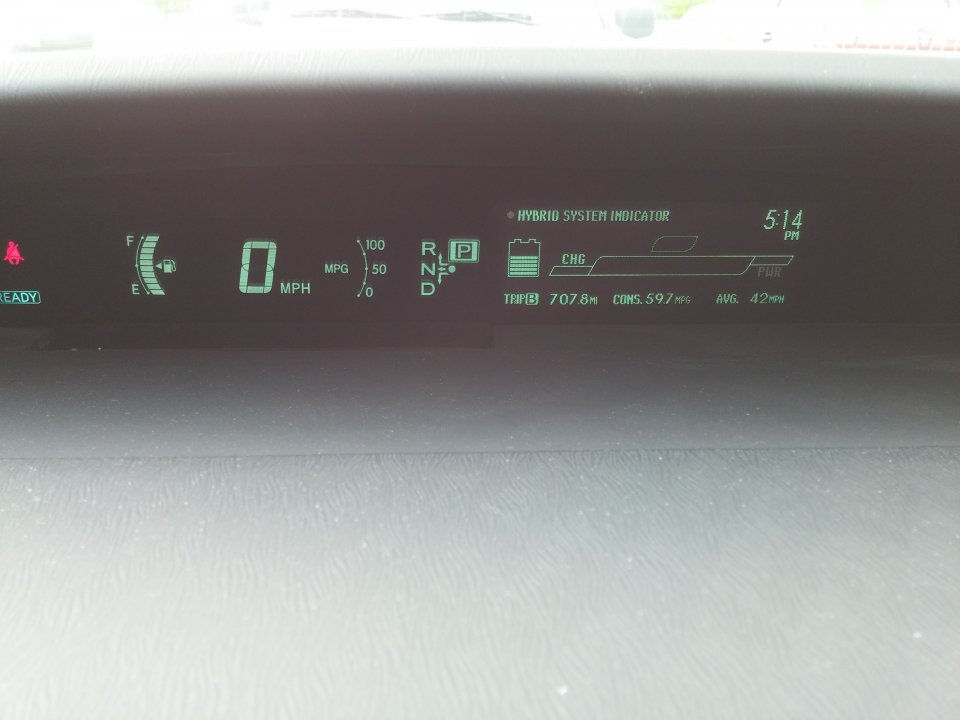 READY
F
E
0 MPH
MPG
100
50
0
R
N
D
P
HYBRID SYSTEM INDICATOR
5:14
PM
CHG
PWR
TRIP B 707.8 MI CONS. 59.7 MPG AVG. 42 MPH